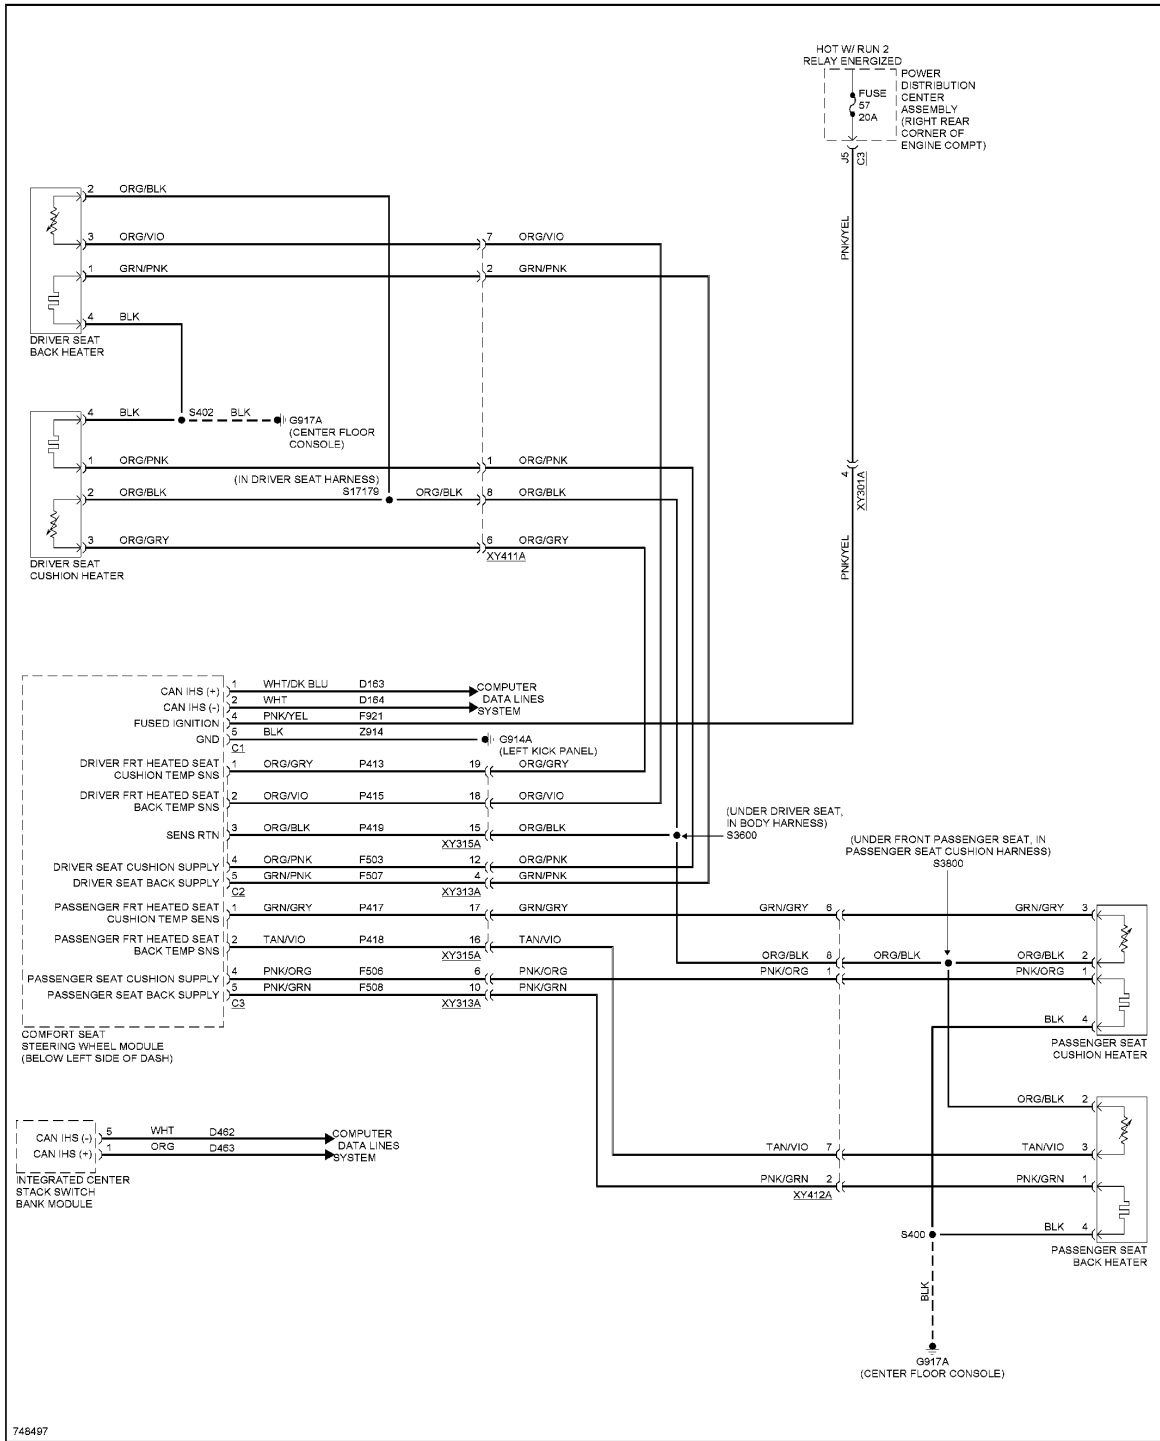 HOT W/ RUN 2
RELAY ENERGIZED
FUSE
57
20A
POWER
DISTRIBUTION
CENTER
ASSEMBLY
(RIGHT REAR
CORNER OF
ENGINE COMPT)
J5
C3
PNK/YEL
4
XY301A
PNK/YEL
2 ORG/BLK
3 ORG/VIO 7 ORG/VIO
1 GRN/PNK 2 GRN/PNK
4 BLK
DRIVER SEAT
BACK HEATER
4 BLK S402 BLK G917A
(CENTER FLOOR
CONSOLE)
1 ORG/PNK 1 ORG/PNK
(IN DRIVER SEAT HARNESS)
S17179
2 ORG/BLK ORG/BLK 8 ORG/BLK
3 ORG/GRY 6 ORG/GRY
XY411A
DRIVER SEAT
CUSHION HEATER
CAN IHS (+) 1 WHT/DK BLU D163
CAN IHS (-) 2 WHT D164
COMPUTER
DATA LINES
SYSTEM
FUSED IGNITION 4 PNK/YEL F921
GND 5 BLK Z914 G914A
(LEFT KICK PANEL)
C1
DRIVER FRT HEATED SEAT
CUSHION TEMP SNS
1 ORG/GRY P413 19 ORG/GRY
DRIVER FRT HEATED SEAT
BACK TEMP SNS
2 ORG/VIO P415 18 ORG/VIO
SENS RTN 3 ORG/BLK P419 15 ORG/BLK
XY315A
(UNDER DRIVER SEAT,
IN BODY HARNESS)
S3600
DRIVER SEAT CUSHION SUPPLY 4 ORG/PNK F503 12 ORG/PNK
DRIVER SEAT BACK SUPPLY 5 GRN/PNK F507 4 GRN/PNK
C2 XY313A
(UNDER FRONT PASSENGER SEAT, IN
PASSENGER SEAT CUSHION HARNESS)
S3800
PASSENGER FRT HEATED SEAT
CUSHION TEMP SENS
1 GRN/GRY P417 17 GRN/GRY GRN/GRY 6 GRN/GRY 3
PASSENGER FRT HEATED SEAT
BACK TEMP SNS
2 TAN/VIO P418 16 TAN/VIO
XY315A
ORG/BLK 8 ORG/BLK ORG/BLK 2
PASSENGER SEAT CUSHION SUPPLY 4 PNK/ORG F506 6 PNK/ORG PNK/ORG 1 PNK/ORG 1
PASSENGER SEAT BACK SUPPLY 5 PNK/GRN F508 10 PNK/GRN
C3 XY313A
BLK 4
PASSENGER SEAT
CUSHION HEATER
COMFORT SEAT
STEERING WHEEL MODULE
(BELOW LEFT SIDE OF DASH)
ORG/BLK 2
CAN IHS (-) 5 WHT D462
CAN IHS (+) 1 ORG D463
COMPUTER
DATA LINES
SYSTEM
INTEGRATED CENTER
STACK SWITCH
BANK MODULE
TAN/VIO 7 TAN/VIO 3
PNK/GRN 2 PNK/GRN 1
XY412A
S400 BLK 4
PASSENGER SEAT
BACK HEATER
BLK
G917A
(CENTER FLOOR CONSOLE)
748497